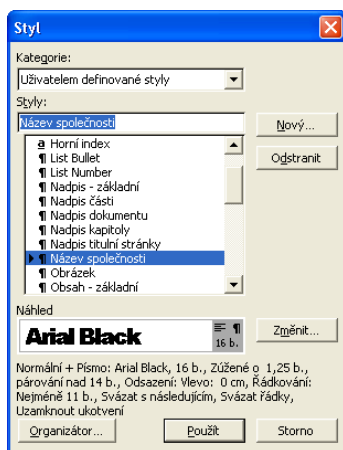 Styl
Kategorie:
Uživatelem definované styly
Styly:
Název společnosti
Nový...
a Horní index
¶ List Bullet
Odstranit
¶ List Number
¶ Nadpis - základní
¶ Nadpis části
¶ Nadpis dokumentu
¶ Nadpis kapitoly
¶ Nadpis titulní stránky
¶ Název společnosti
¶ Obrázek
¶ Obsah - základní
Náhled
Arial Black
¶
16 b.
Změnit...
Normální + Písmo: Arial Black, 16 b., Zúžené o 1,25 b.,
párování nad 14 b., Odsazení: Vlevo: 0 cm, Řádkování:
Nejméně 11 b., Svázat s následujícím, Svázat řádky,
Uzamknout ukotvení
Organizátor...
Použít
Storno